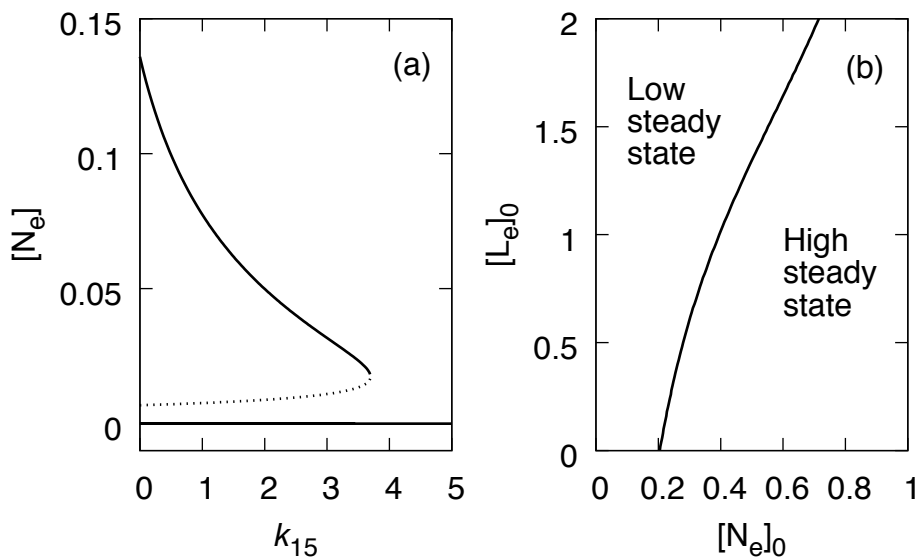 0.15
0.1
0.05
0
[Nₑ]
(a)
0 1 2 3 4 5
k₁₅
2
1.5
1
0.5
0
[Lₑ]₀
(b)
Low
steady
state
High
steady
state
0 0.2 0.4 0.6 0.8 1
[Nₑ]₀